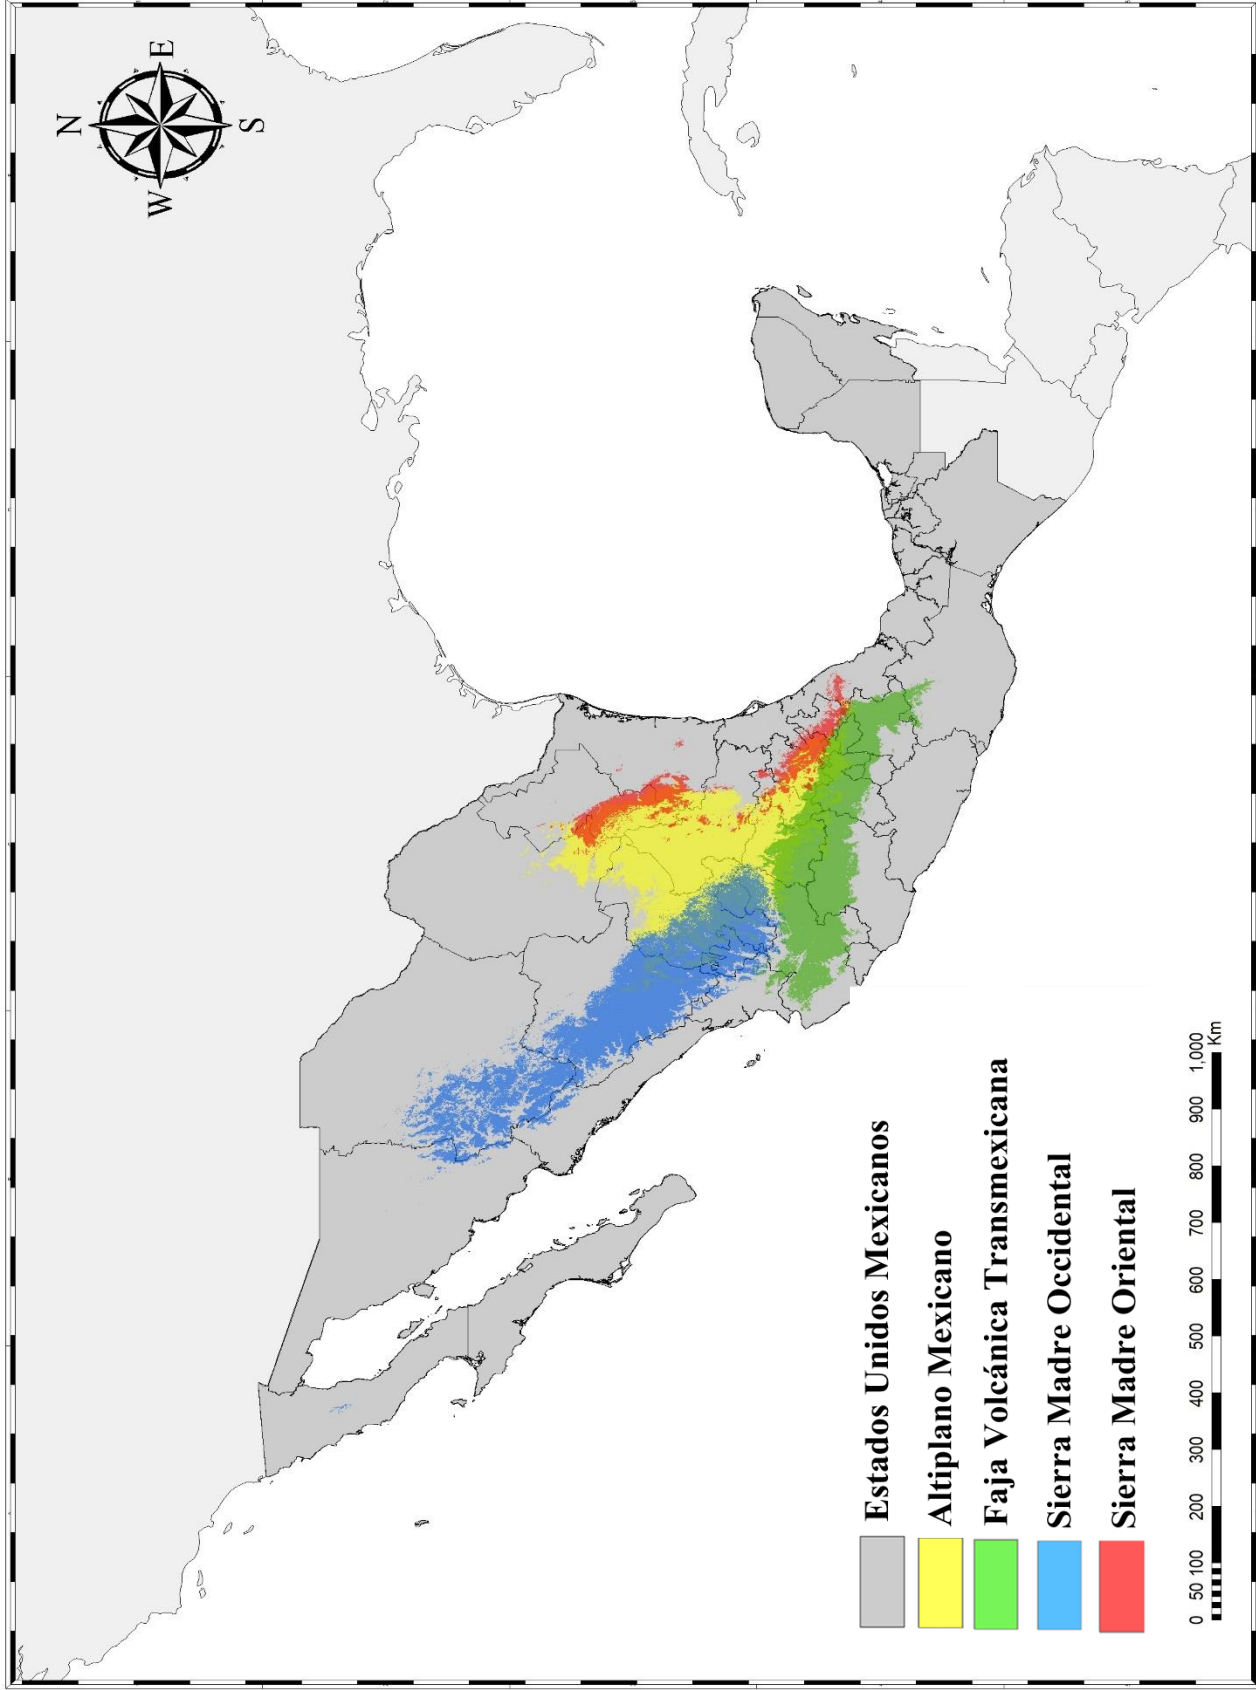 N
W
E
S
Estados Unidos Mexicanos
Altiplano Mexicano
Faja Volcánica Transmexicana
Sierra Madre Occidental
Sierra Madre Oriental
0 50 100 200 300 400 500 600 700 800 900 1,000
Km